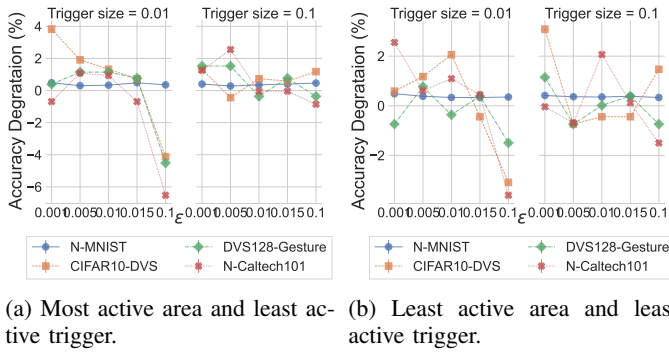 Trigger size = 0.01 Trigger size = 0.1
Accuracy Degrataion (%)
4
2
0
−2
−4
−6
0.001 0.005 0.01 0.015 0.1 ε 0.001 0.005 0.01 0.015 0.1
N-MNIST DVS128-Gesture
CIFAR10-DVS N-Caltech101
(a) Most active area and least ac-
tive trigger.
Trigger size = 0.01 Trigger size = 0.1
Accuracy Degrataion (%)
2
0
−2
0.001 0.005 0.01 0.015 0.1 ε 0.001 0.005 0.01 0.015 0.1
N-MNIST DVS128-Gesture
CIFAR10-DVS N-Caltech101
(b) Least active area and leas
active trigger.